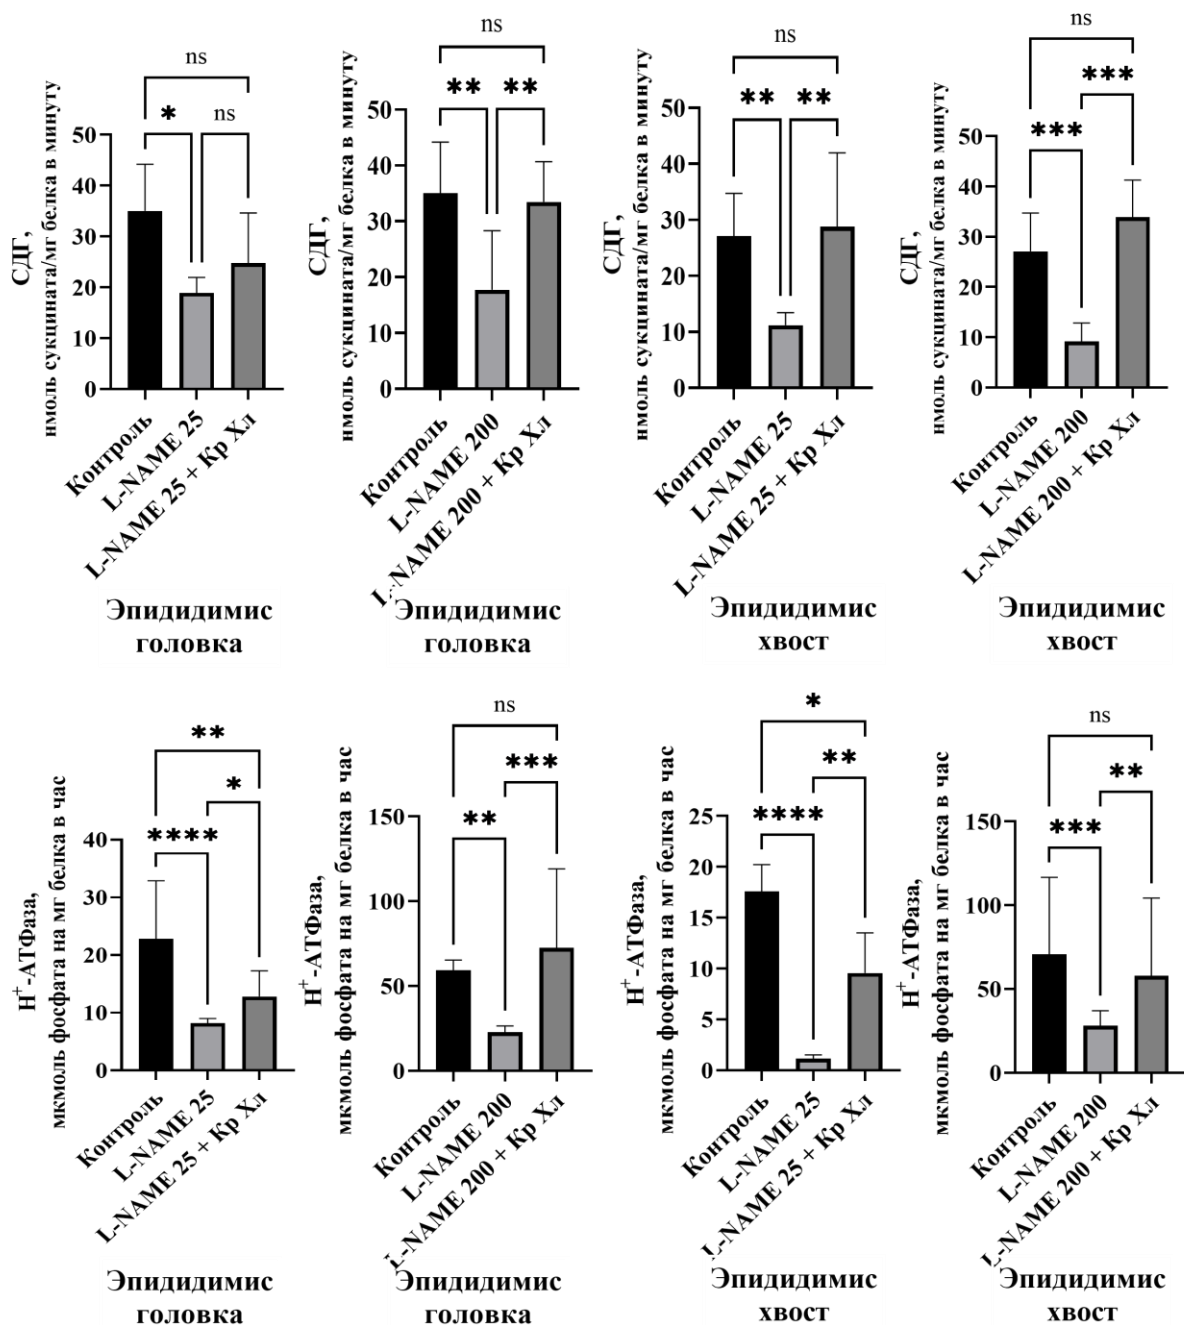 ns
* ns
СДГ,
нмоль сукцината/мг белка в минуту
50
40
30
20
10
0
Контроль
L-NAME 25
L-NAME 25 + Кр Хл
Эпидидимис
головка
ns
** **
СДГ,
нмоль сукцината/мг белка в минуту
50
40
30
20
10
0
Контроль
L-NAME 200
L-NAME 200 + Кр Хл
Эпидидимис
головка
ns
** **
СДГ,
нмоль сукцината/мг белка в минуту
50
40
30
20
10
0
Контроль
L-NAME 25
L-NAME 25 + Кр Хл
Эпидидимис
хвост
ns
***
***
СДГ,
нмоль сукцината/мг белка в минуту
50
40
30
20
10
0
Контроль
L-NAME 200
L-NAME 200 + Кр Хл
Эпидидимис
хвост
**
*
****
H⁺-АТФаза,
мкмоль фосфата на мг белка в час
40
30
20
10
0
Контроль
L-NAME 25
L-NAME 25 + Кр Хл
Эпидидимис
головка
ns
***
**
H⁺-АТФаза,
мкмоль фосфата на мг белка в час
150
100
50
0
Контроль
L-NAME 200
L-NAME 200 + Кр Хл
Эпидидимис
головка
*
**
****
H⁺-АТФаза,
мкмоль фосфата на мг белка в час
25
20
15
10
5
0
Контроль
L-NAME 25
L-NAME 25 + Кр Хл
Эпидидимис
хвост
ns
**
***
H⁺-АТФаза,
мкмоль фосфата на мг белка в час
150
100
50
0
Контроль
L-NAME 200
L-NAME 200 + Кр Хл
Эпидидимис
хвост